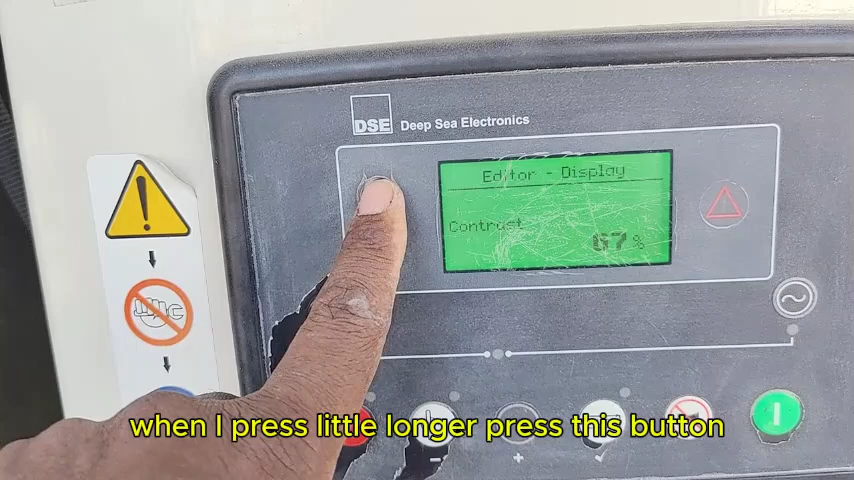 DSE Deep Sea Electronics
Editor - Display
Contrast
67%
when I press little longer press this button